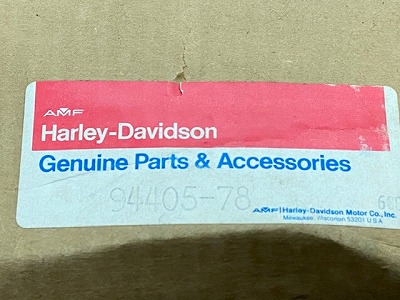 AMF
Harley-Davidson
Genuine Parts & Accessories
94405-78
AMF | Harley-Davidson Motor Co., Inc.
Milwaukee, Wisconsin 53201 U.S.A.